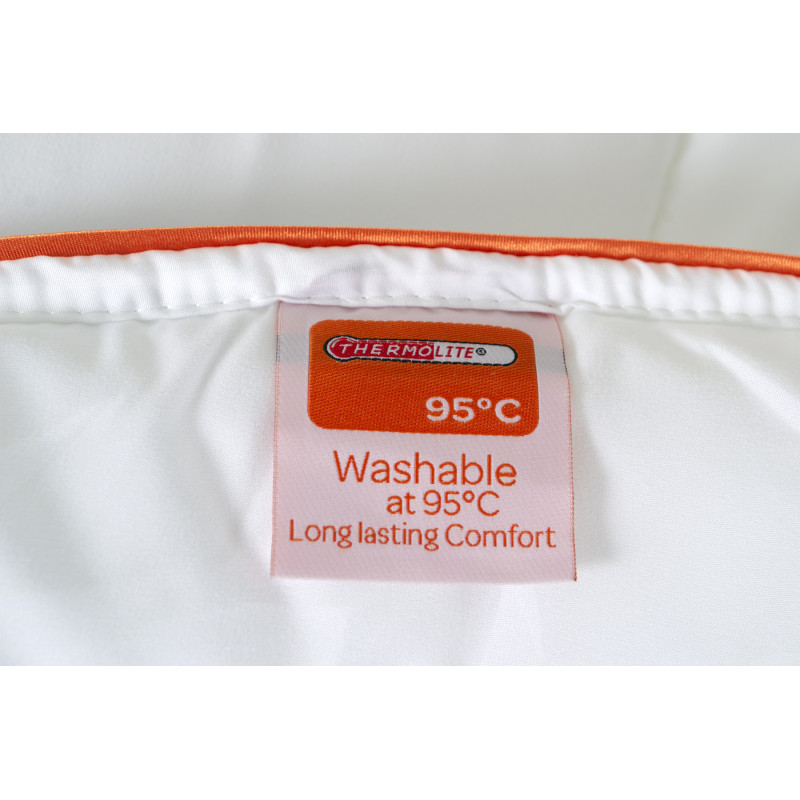 THERMOLITE®
95°C
Washable
at 95°C
Long lasting Comfort